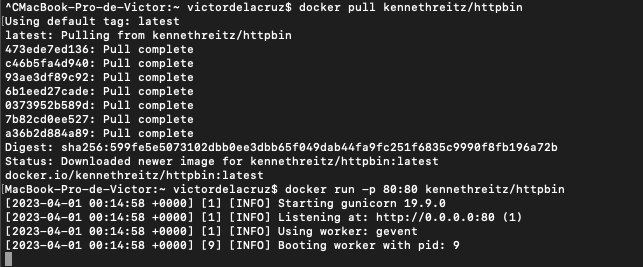 ^CMacBook-Pro-de-Victor:~ victordelacruz$ docker pull kennethreitz/httpbin
[Using default tag: latest
latest: Pulling from kennethreitz/httpbin
473ede7ed136: Pull complete
c46b5fa4d940: Pull complete
93ae3df89c92: Pull complete
6b1eed27cade: Pull complete
0373952b589d: Pull complete
7b82cd0ee527: Pull complete
a36b2d884a89: Pull complete
Digest: sha256:599fe5e5073102dbb0ee3dbb65f049dab44fa9fc251f6835c9990f8fb196a72b
Status: Downloaded newer image for kennethreitz/httpbin:latest
docker.io/kennethreitz/httpbin:latest
[MacBook-Pro-de-Victor:~ victordelacruz$ docker run -p 80:80 kennethreitz/httpbin
[2023-04-01 00:14:58 +0000] [1] [INFO] Starting gunicorn 19.9.0
[2023-04-01 00:14:58 +0000] [1] [INFO] Listening at: http://0.0.0.0:80 (1)
[2023-04-01 00:14:58 +0000] [1] [INFO] Using worker: gevent
[2023-04-01 00:14:58 +0000] [9] [INFO] Booting worker with pid: 9